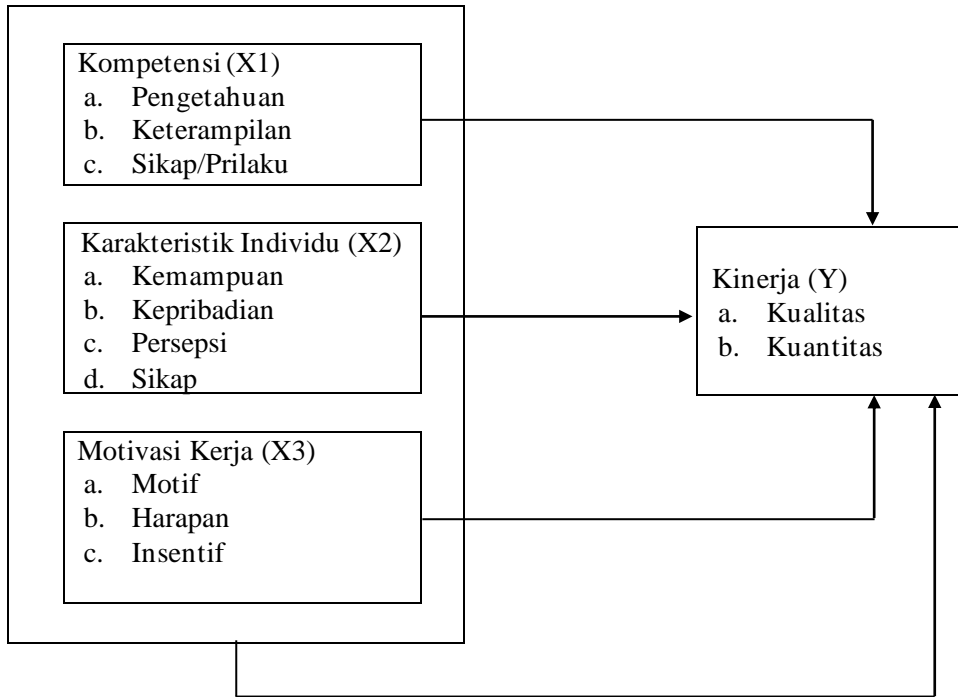 Kompetensi (X1)
a. Pengetahuan
b. Keterampilan
c. Sikap/Prilaku
Karakteristik Individu (X2)
a. Kemampuan
b. Kepribadian
c. Persepsi
d. Sikap
Motivasi Kerja (X3)
a. Motif
b. Harapan
c. Insentif
Kinerja (Y)
a. Kualitas
b. Kuantitas